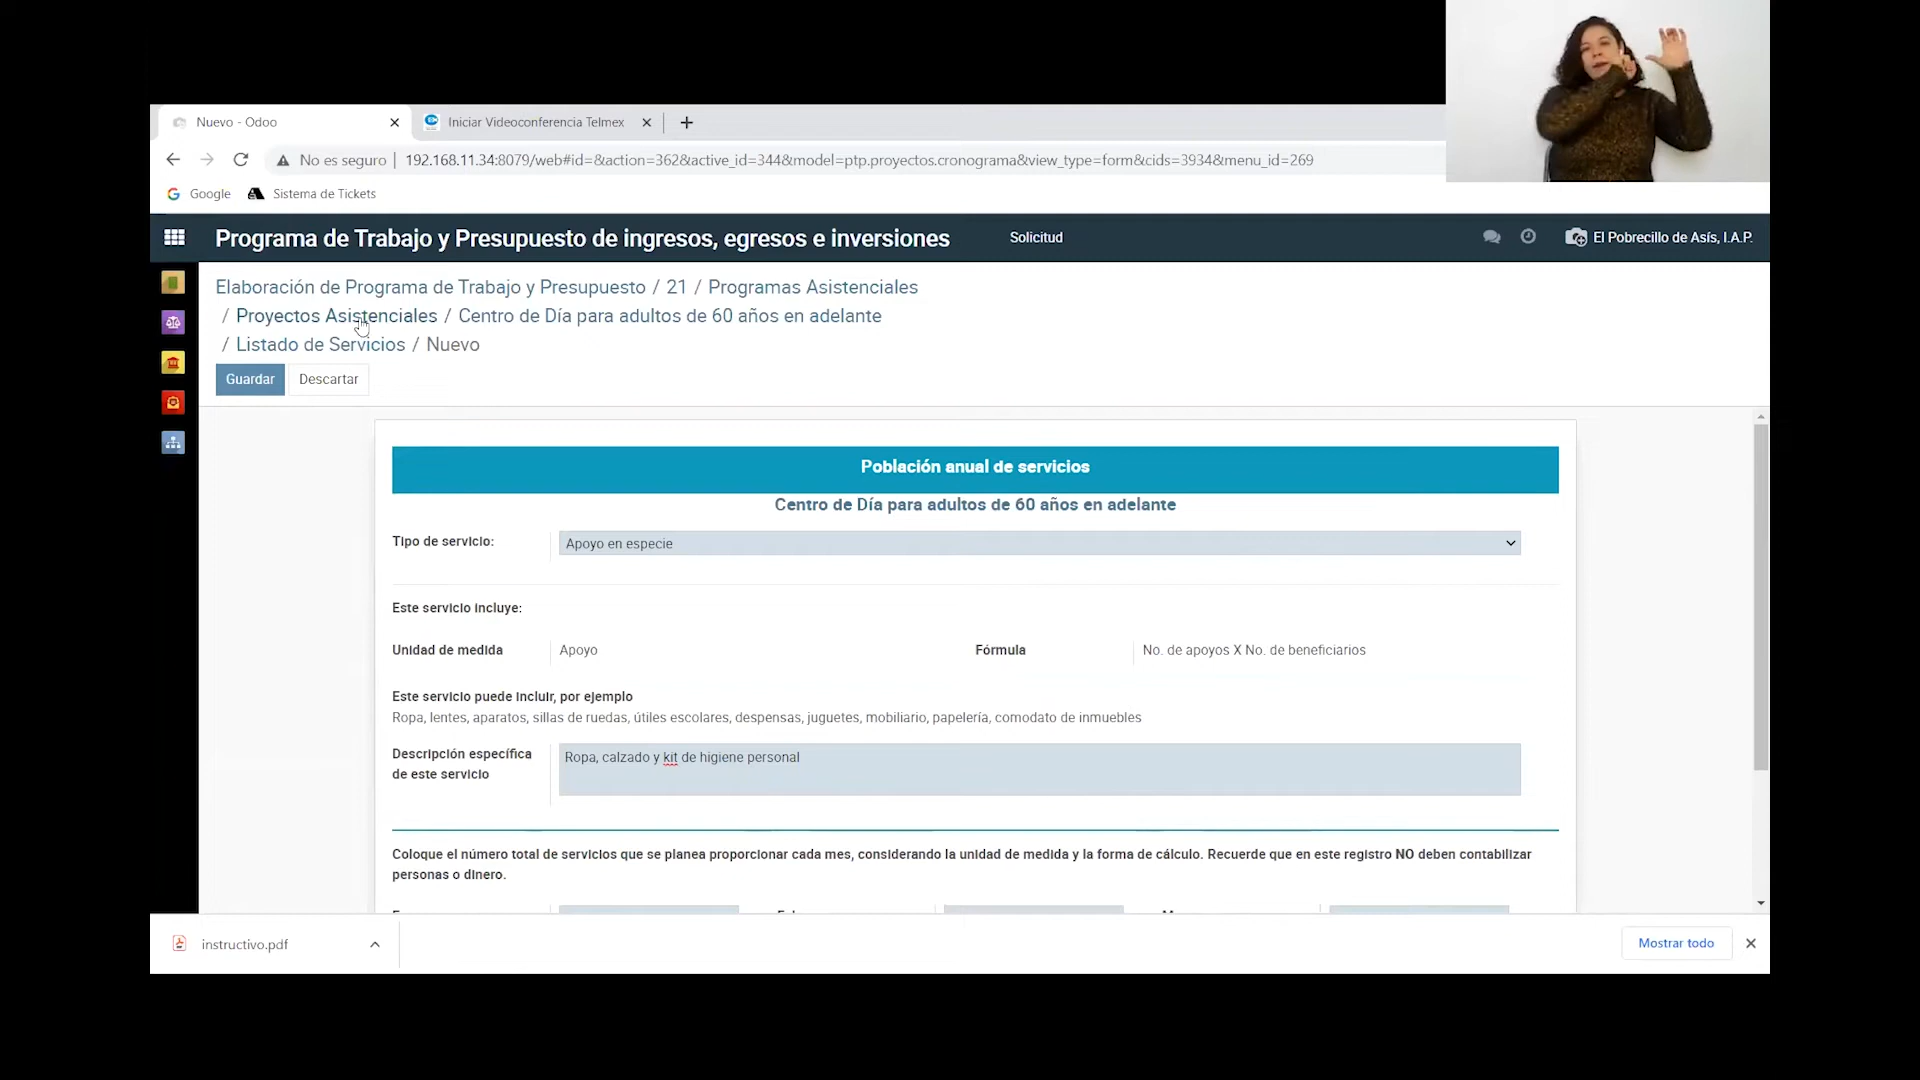 Nuevo - Odoo
Iniciar Videoconferencia Telmex
No es seguro 192.168.11.34:8079/web#id=&action=362&active_id=344&model=ptp.proyectos.cronograma&view_type=form&cids=3934&menu_id=269
Google Sistema de Tickets
Programa de Trabajo y Presupuesto de ingresos, egresos e inversiones Solicitud El Pobrecillo de Asís, I.A.P.
Elaboración de Programa de Trabajo y Presupuesto / 21 / Programas Asistenciales
/ Proyectos Asistenciales / Centro de Día para adultos de 60 años en adelante
/ Listado de Servicios / Nuevo
Guardar Descartar
Población anual de servicios
Centro de Día para adultos de 60 años en adelante
Tipo de servicio: Apoyo en especie
Este servicio incluye:
Unidad de medida Apoyo Fórmula No. de apoyos X No. de beneficiarios
Este servicio puede incluir, por ejemplo
Ropa, lentes, aparatos, sillas de ruedas, útiles escolares, despensas, juguetes, mobiliario, papelería, comodato de inmuebles
Descripción específica
de este servicio
Ropa, calzado y kit de higiene personal
Coloque el número total de servicios que se planea proporcionar cada mes, considerando la unidad de medida y la forma de cálculo. Recuerde que en este registro NO deben contabilizar
personas o dinero.
instructivo.pdf
Mostrar todo